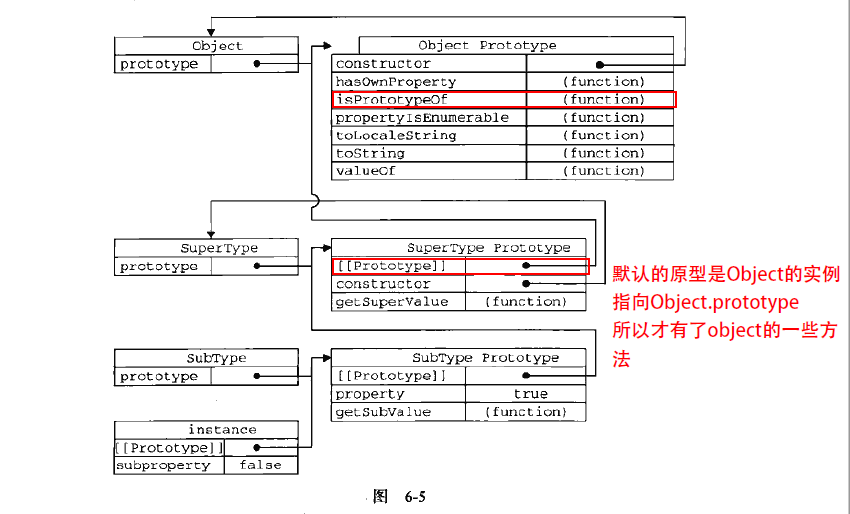 Object
prototype
Object Prototype
constructor
hasOwnProperty (function)
isPrototypeOf (function)
propertyIsEnumerable (function)
toLocaleString (function)
toString (function)
valueOf (function)
SuperType
prototype
SuperType Prototype
[[Prototype]]
constructor
getSuperValue (function)
默认的原型是Object的实例
指向Object.prototype
所以才有了object的一些方
法
SubType
prototype
SubType Prototype
[[Prototype]]
property true
getSubValue (function)
instance
[[Prototype]]
subproperty false
图 6-5